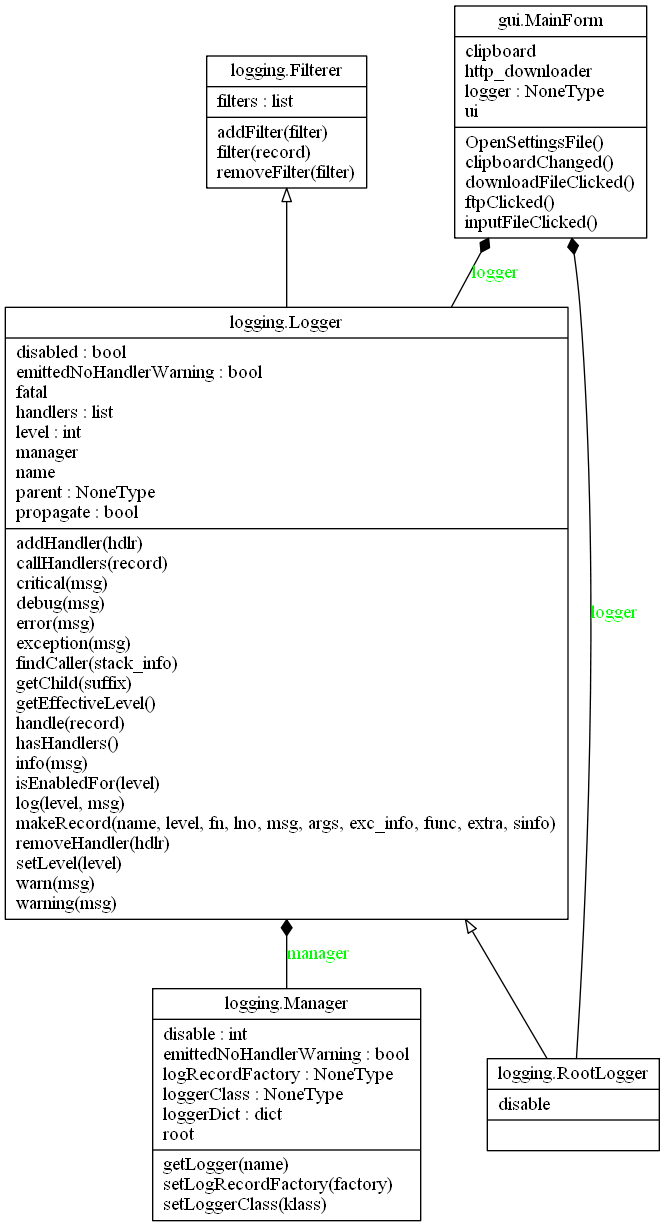 gui.MainForm
clipboard
http_downloader
logger : NoneType
ui
OpenSettingsFile()
clipboardChanged()
downloadFileClicked()
ftpClicked()
inputFileClicked()
logging.Filterer
filters : list
addFilter(filter)
filter(record)
removeFilter(filter)
logger
logging.Logger
disabled : bool
emittedNoHandlerWarning : bool
fatal
handlers : list
level : int
manager
name
parent : NoneType
propagate : bool
addHandler(hdlr)
callHandlers(record)
critical(msg)
debug(msg)
error(msg)
exception(msg)
findCaller(stack_info)
getChild(suffix)
getEffectiveLevel()
handle(record)
hasHandlers()
info(msg)
isEnabledFor(level)
log(level, msg)
makeRecord(name, level, fn, lno, msg, args, exc_info, func, extra, sinfo)
removeHandler(hdlr)
setLevel(level)
warn(msg)
warning(msg)
logger
manager
logging.Manager
disable : int
emittedNoHandlerWarning : bool
logRecordFactory : NoneType
loggerClass : NoneType
loggerDict : dict
root
getLogger(name)
setLogRecordFactory(factory)
setLoggerClass(klass)
logging.RootLogger
disable